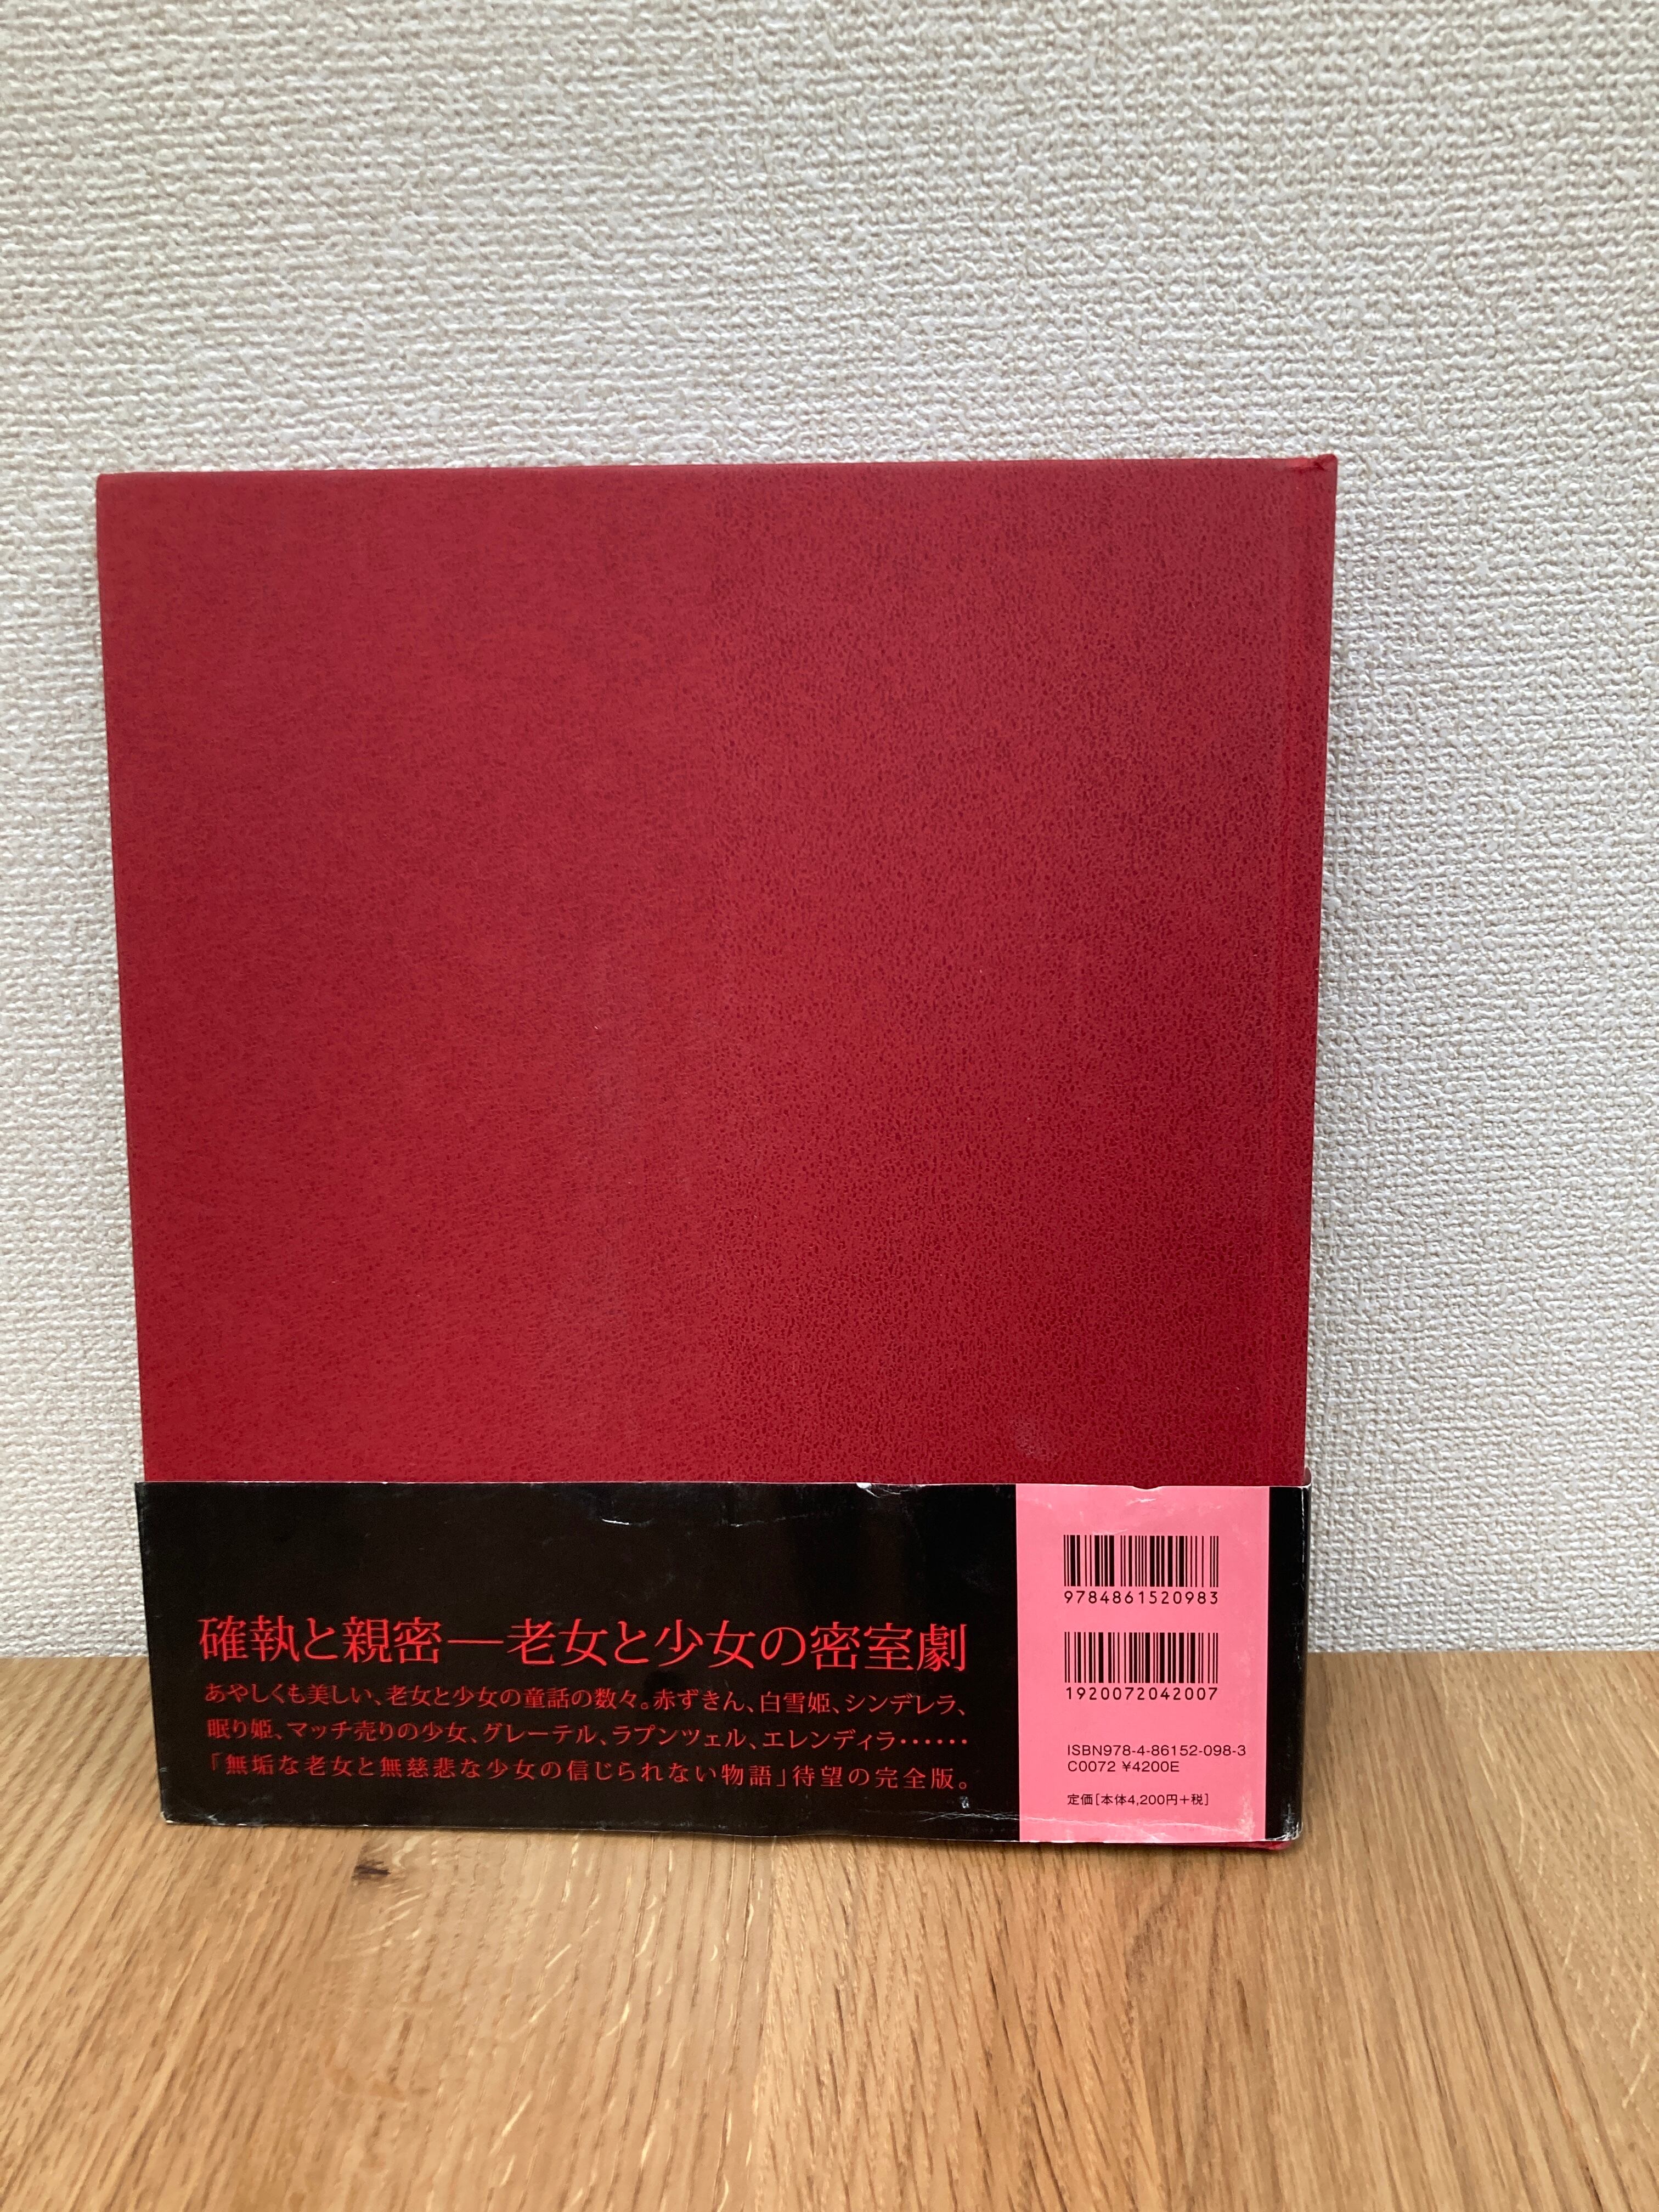 確執と親密―老女と少女の密室劇
あやしくも美しい、老女と少女の童話の数々。赤ずきん、白雪姫、シンデレラ、
眠り姫、マッチ売りの少女、グレーテル、ラプンツェル、エレンディラ……
「無垢な老女と無慈悲な少女の信じられない物語」待望の完全版。
9784861520983
1920072042007
ISBN978-4-86152-098-3
C0072 ¥4200E
定価[本体4,200円+税]